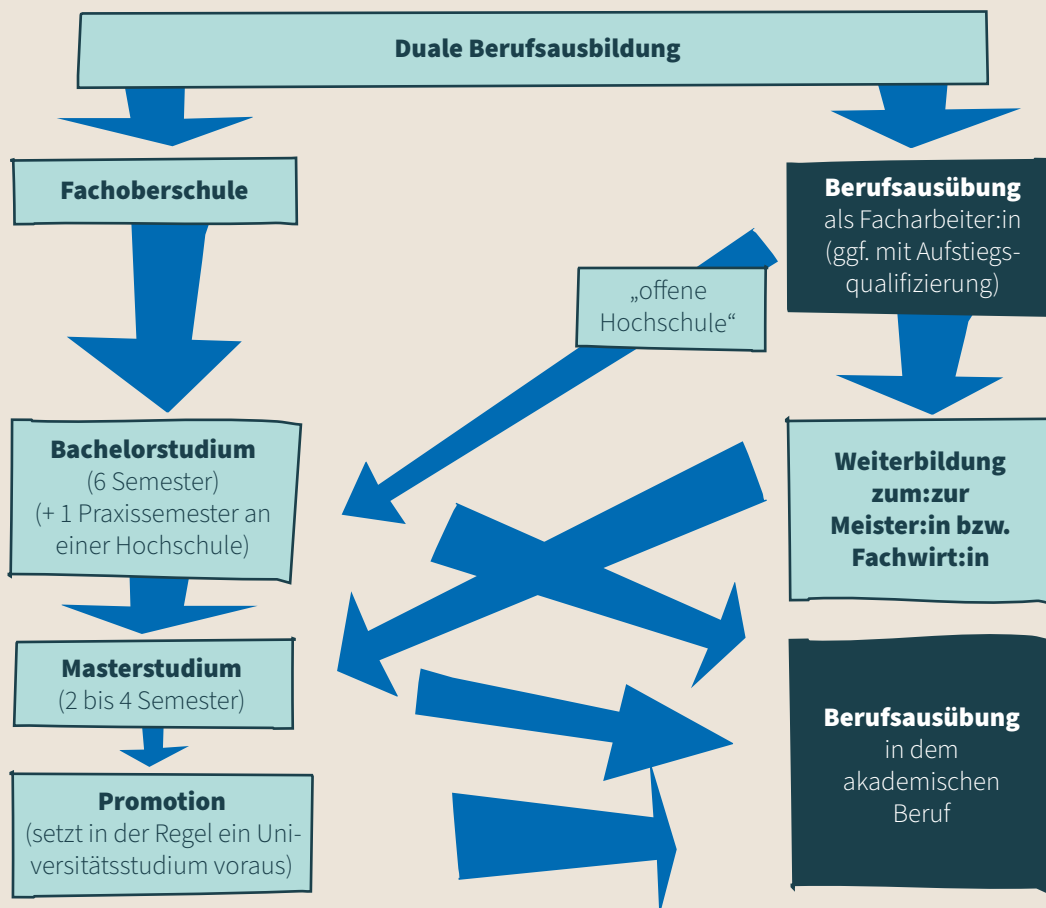 Duale Berufsausbildung
Fachoberschule
Berufsausübung
als Facharbeiter:in
(ggf. mit Aufstiegs-
qualifizierung)
„offene
Hochschule“
Bachelorstudium
(6 Semester)
(+ 1 Praxissemester an
einer Hochschule)
Weiterbildung
zum:zur
Meister:in bzw.
Fachwirt:in
Masterstudium
(2 bis 4 Semester)
Berufsausübung
in dem
akademischen
Beruf
Promotion
(setzt in der Regel ein Uni-
versitätsstudium voraus)